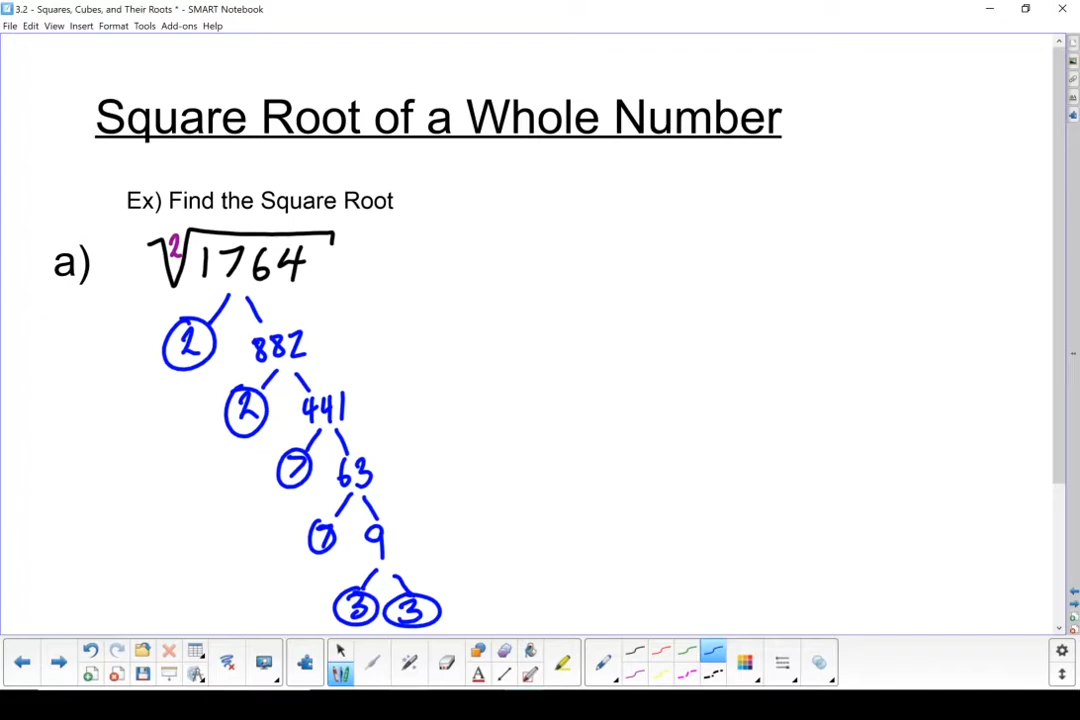 3.2 - Squares, Cubes, and Their Roots * - SMART Notebook
File Edit View Insert Format Tools Add-ons Help
Square Root of a Whole Number
Ex) Find the Square Root
a) ²√1764
2 882
2 441
7 63
7 9
3 3